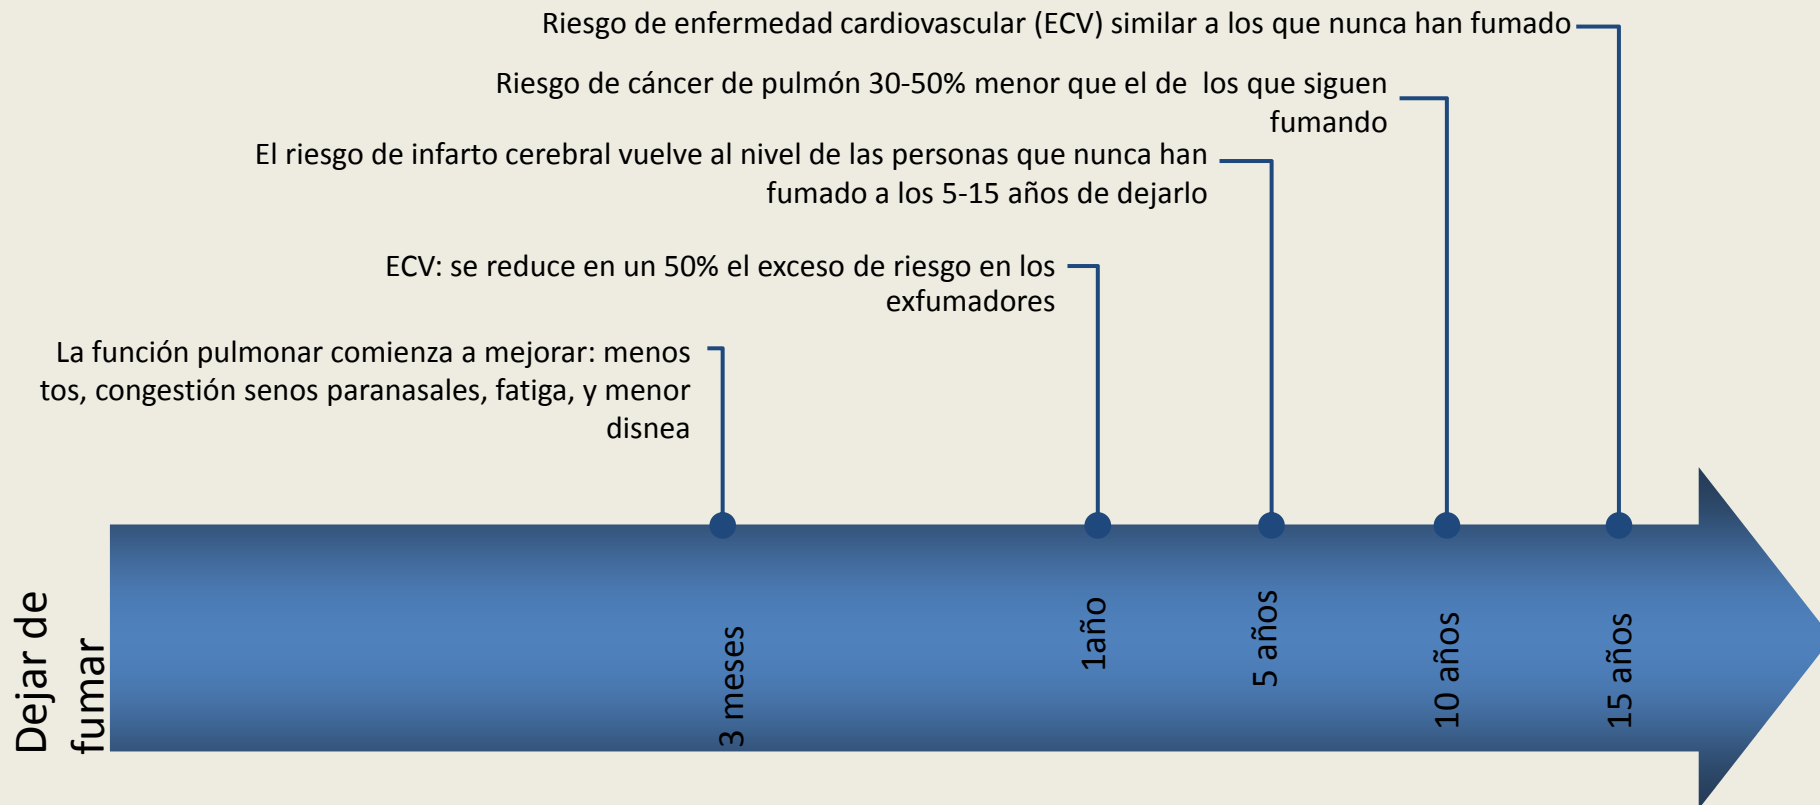 Riesgo de enfermedad cardiovascular (ECV) similar a los que nunca han fumado
Riesgo de cáncer de pulmón 30-50% menor que el de  los que siguen
fumando
El riesgo de infarto cerebral vuelve al nivel de las personas que nunca han
fumado a los 5-15 años de dejarlo
ECV: se reduce en un 50% el exceso de riesgo en los
exfumadores
La función pulmonar comienza a mejorar: menos
tos, congestión senos paranasales, fatiga, y menor
disnea
Dejar de
fumar
3 meses
1año
5 años
10 años
15 años